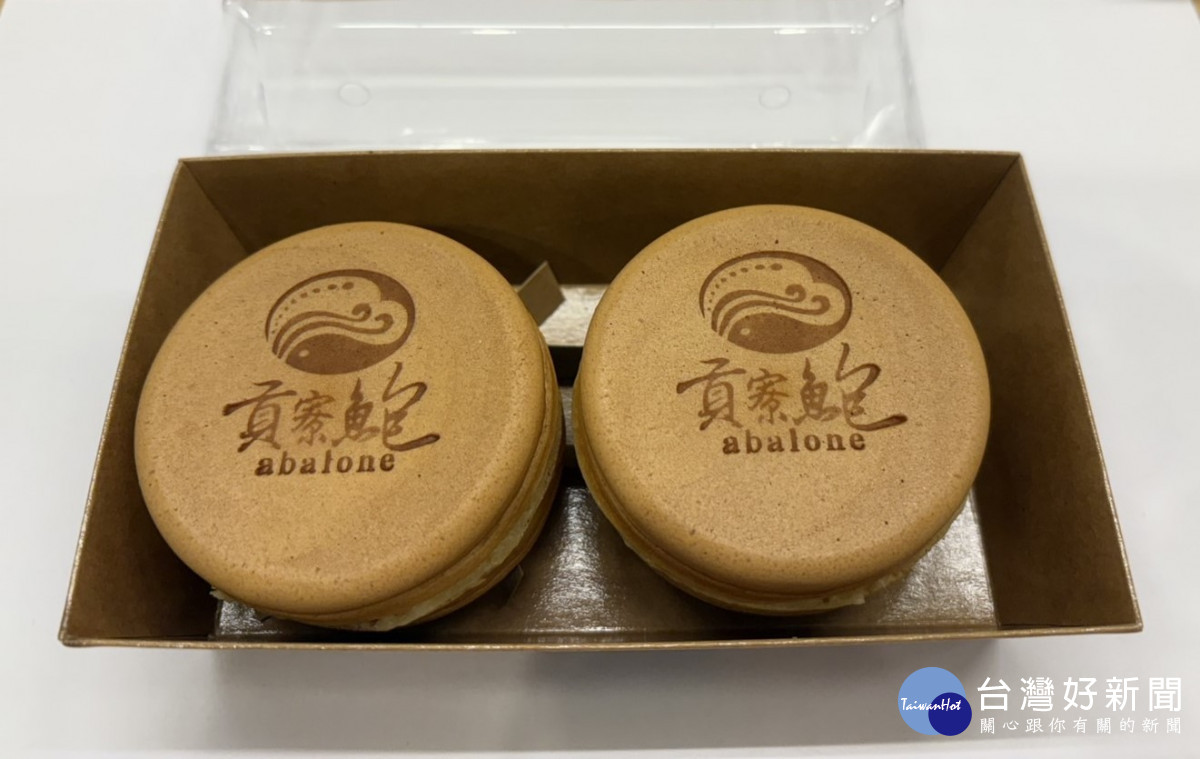 貢寮鮑
abalone
貢寮鮑
abalone
TaiwanHot
台灣好新聞
關心跟你有關的新聞